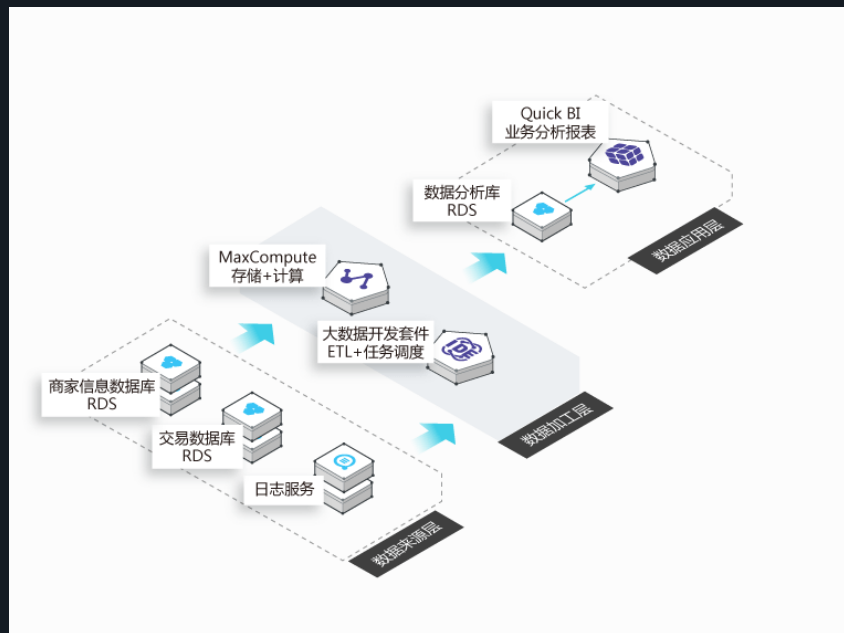 Quick BI
业务分析报表
数据分析库
RDS
数据应用层
MaxCompute
存储+计算
大数据开发套件
ETL+任务调度
数据加工层
商家信息数据库
RDS
交易数据库
RDS
日志服务
数据来源层